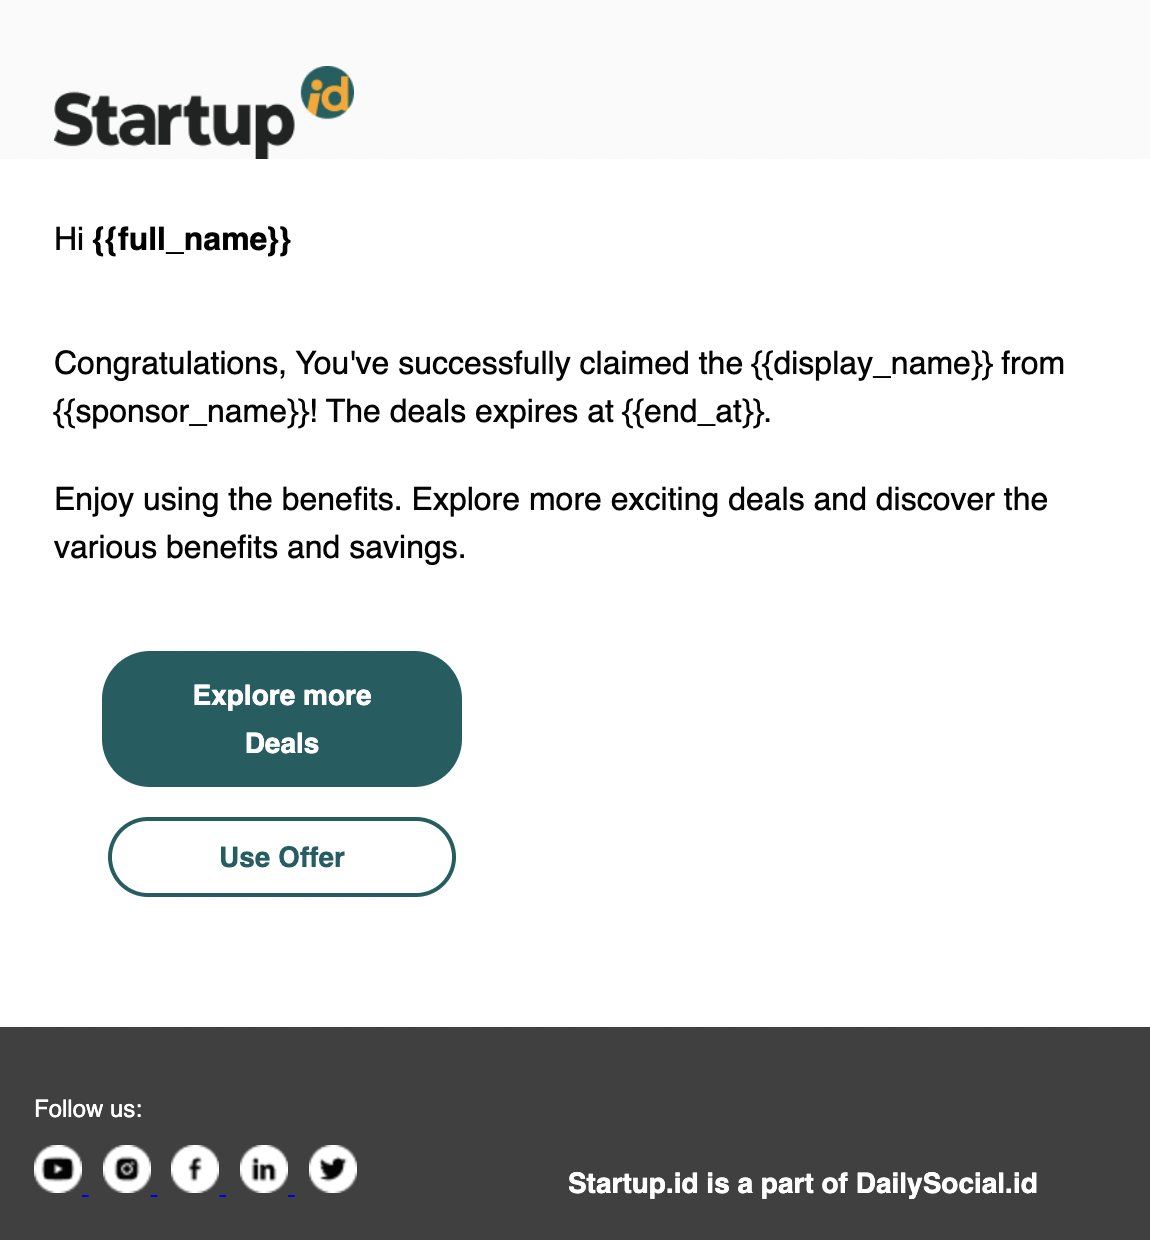 Startup id
Hi {{full_name}}
Congratulations, You've successfully claimed the {{display_name}} from
{{sponsor_name}}! The deals expires at {{end_at}}.
Enjoy using the benefits. Explore more exciting deals and discover the
various benefits and savings.
Explore more
Deals
Use Offer
Follow us:
Startup.id is a part of DailySocial.id